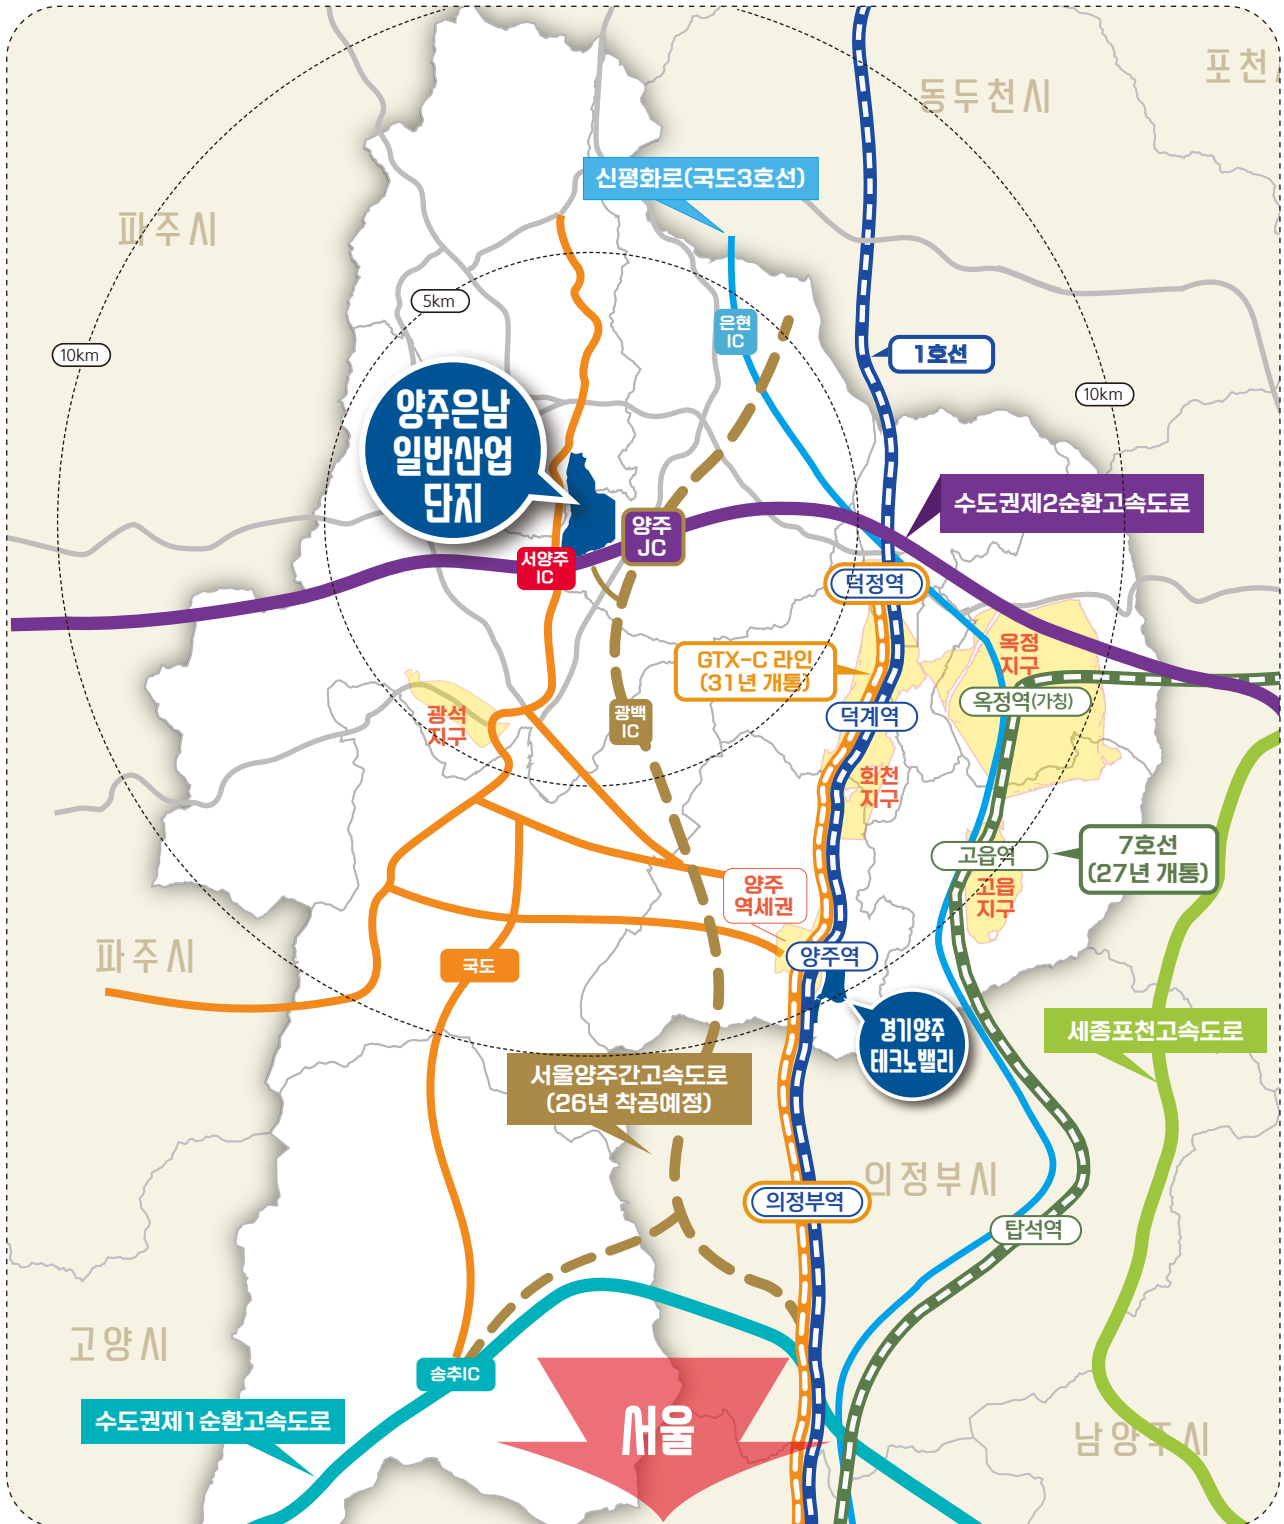 포천
동두천시
신평화로(국도3호선)
파주시
5km
은현
IC
10km
1호선
10km
양주은남
일반산업
단지
수도권제2순환고속도로
양주
JC
서양주
IC
덕정역
옥정
지구
GTX-C 라인
(31년 개통)
옥정역(가칭)
광석
지구
광백
IC
덕계역
회천
지구
고읍역
7호선
(27년 개통)
양주
역세권
고읍
지구
파주시
국도
양주역
경기양주
테크노밸리
세종포천고속도로
서울양주간고속도로
(26년 착공예정)
의정부시
의정부역
탑석역
고양시
송추IC
수도권제1순환고속도로
서울
남양주시